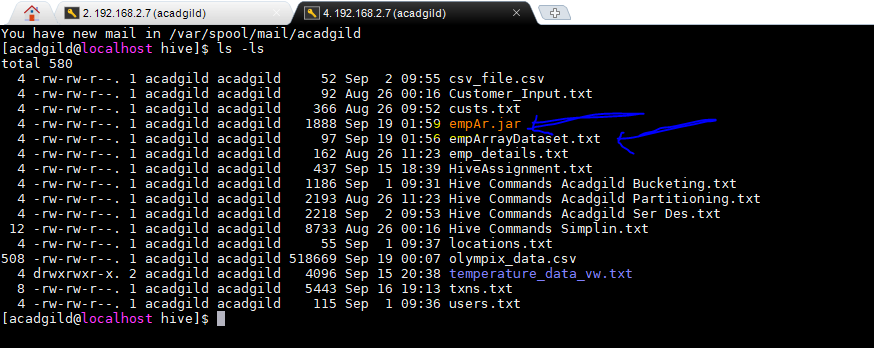 2. 192.168.2.7 (acadgild) 4. 192.168.2.7 (acadgild)
You have new mail in /var/spool/mail/acadgild
[acadgild@localhost hive]$ ls -ls
total 580
4 -rw-rw-r--. 1 acadgild acadgild 52 Sep 2 09:55 csv_file.csv
4 -rw-rw-r--. 1 acadgild acadgild 92 Aug 26 00:16 Customer_Input.txt
4 -rw-rw-r--. 1 acadgild acadgild 366 Aug 26 09:52 custs.txt
4 -rw-rw-r--. 1 acadgild acadgild 1888 Sep 19 01:59 empAr.jar
4 -rw-rw-r--. 1 acadgild acadgild 97 Sep 19 01:56 empArrayDataset.txt
4 -rw-rw-r--. 1 acadgild acadgild 162 Aug 26 11:23 emp_details.txt
4 -rw-rw-r--. 1 acadgild acadgild 437 Sep 15 18:39 HiveAssignment.txt
4 -rw-rw-r--. 1 acadgild acadgild 1186 Sep 1 09:31 Hive Commands Acadgild Bucketing.txt
4 -rw-rw-r--. 1 acadgild acadgild 2193 Aug 26 11:23 Hive Commands Acadgild Partitioning.txt
4 -rw-rw-r--. 1 acadgild acadgild 2218 Sep 2 09:53 Hive Commands Acadgild Ser Des.txt
12 -rw-rw-r--. 1 acadgild acadgild 8733 Aug 26 00:16 Hive Commands Simplin.txt
4 -rw-rw-r--. 1 acadgild acadgild 55 Sep 1 09:37 locations.txt
508 -rw-rw-r--. 1 acadgild acadgild 518669 Sep 19 00:07 olympix_data.csv
4 drwxrwxr-x. 2 acadgild acadgild 4096 Sep 15 20:38 temperature_data_vw.txt
8 -rw-rw-r--. 1 acadgild acadgild 5443 Sep 16 19:13 txns.txt
4 -rw-rw-r--. 1 acadgild acadgild 115 Sep 1 09:36 users.txt
[acadgild@localhost hive]$